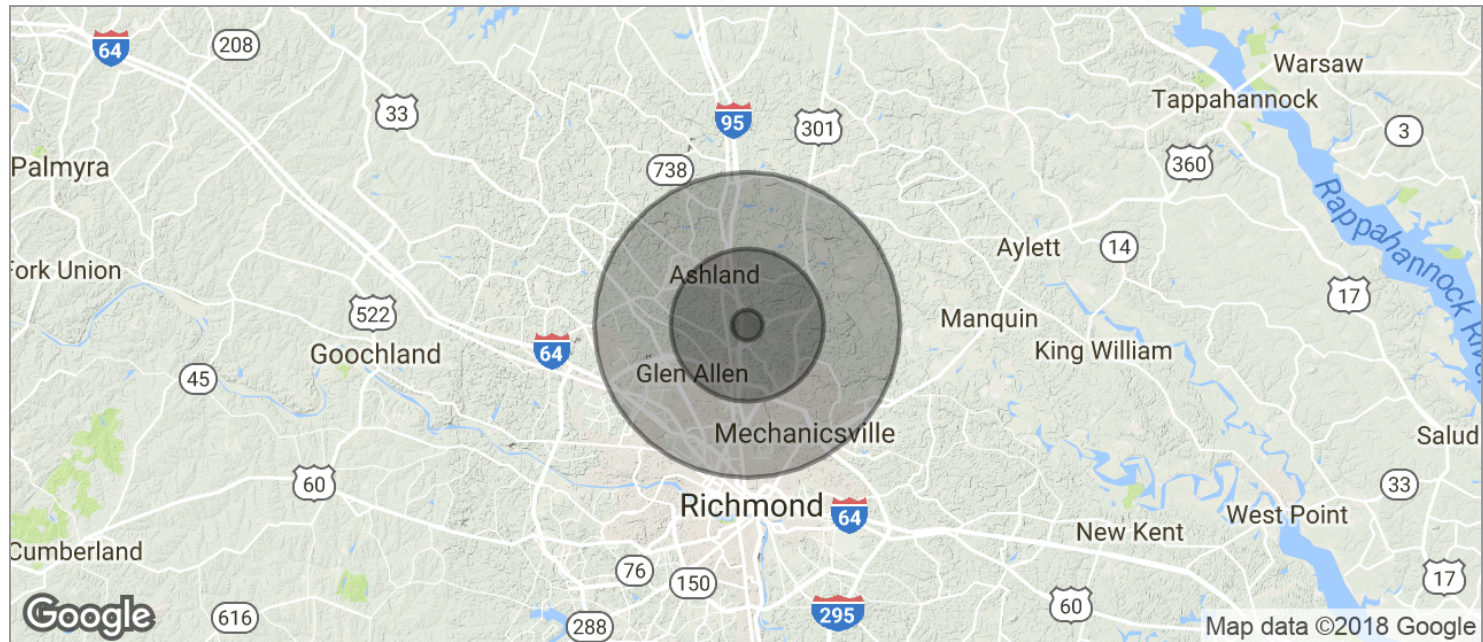 64
208
Warsaw
Tappahannock
33
95
301
3
Palmyra
738
360
Rappahannock River
Aylett
14
Fork Union
Ashland
17
522
Manquin
Goochland
64
King William
45
Glen Allen
Mechanicsville
Salud
60
33
Richmond
64
West Point
New Kent
Cumberland
76
150
17
60
Google
616
288
295
Map data ©2018 Google